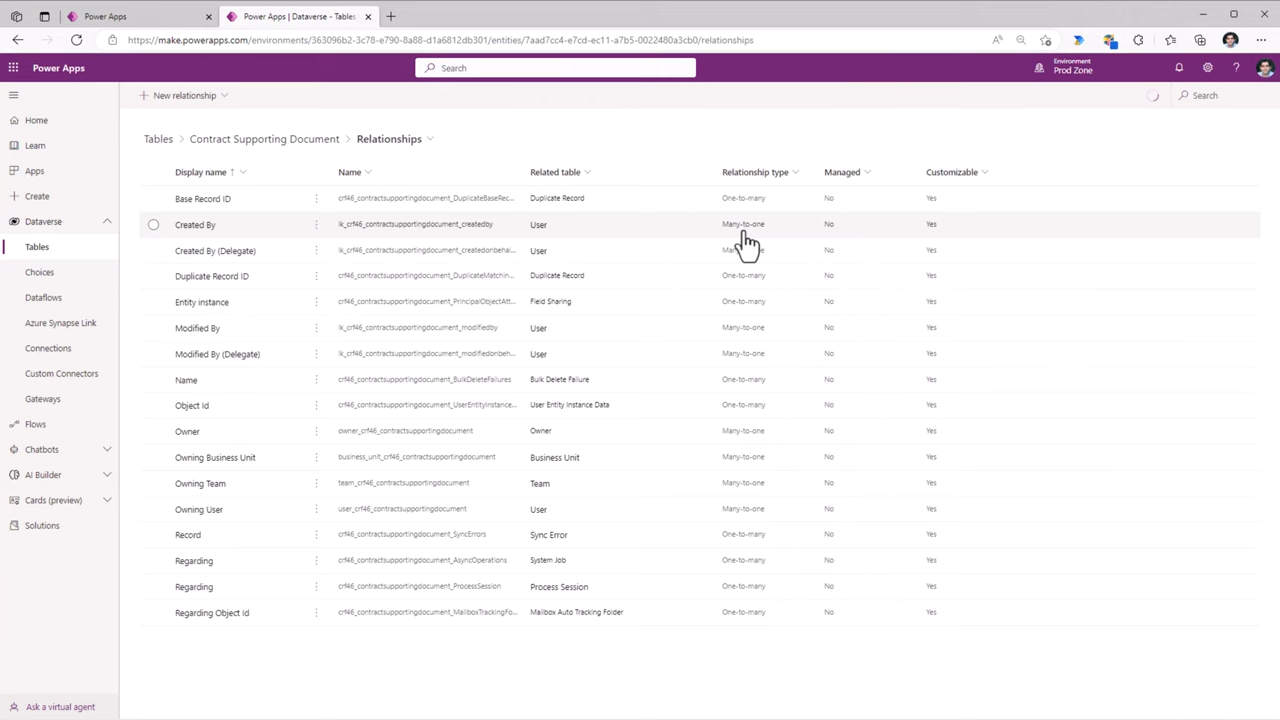 Power Apps
Power Apps | Dataverse - Tables
https://make.powerapps.com/environments/363096b2-3c78-e790-8a88-d1a6812db301/entities/7aad7cc4-e7cd-ec11-a7b5-0022480a3cb0/relationships
Power Apps
Search
Environment
Prod Zone
New relationship
Search
Home
Learn
Apps
Create
Dataverse
Tables
Choices
Dataflows
Azure Synapse Link
Connections
Custom Connectors
Gateways
Flows
Chatbots
AI Builder
Cards (preview)
Solutions
Ask a virtual agent
Tables > Contract Supporting Document > Relationships
Display name ↑ Name Related table Relationship type Managed Customizable
Base Record ID crf46_contractsupportingdocument_DuplicateBaseRec... Duplicate Record One-to-many No Yes
Created By lk_crf46_contractsupportingdocument_createdby User Many-to-one No Yes
Created By (Delegate) lk_crf46_contractsupportingdocument_createdonbehai... User No Yes
Duplicate Record ID crf46_contractsupportingdocument_DuplicateMatchin... Duplicate Record One-to-many No Yes
Entity instance crf46_contractsupportingdocument_PrincipalObjectAtt... Field Sharing One-to-many No Yes
Modified By lk_crf46_contractsupportingdocument_modifiedby User Many-to-one No Yes
Modified By (Delegate) lk_crf46_contractsupportingdocument_modifiedonbeh... User Many-to-one No Yes
Name crf46_contractsupportingdocument_BulkDeleteFailures Bulk Delete Failure One-to-many No Yes
Object Id crf46_contractsupportingdocument_UserEntityInstance... User Entity Instance Data One-to-many No Yes
Owner owner_crf46_contractsupportingdocument Owner Many-to-one No Yes
Owning Business Unit business_unit_crf46_contractsupportingdocument Business Unit Many-to-one No Yes
Owning Team team_crf46_contractsupportingdocument Team Many-to-one No Yes
Owning User user_crf46_contractsupportingdocument User Many-to-one No Yes
Record crf46_contractsupportingdocument_SyncErrors Sync Error One-to-many No Yes
Regarding crf46_contractsupportingdocument_AsyncOperations System Job One-to-many No Yes
Regarding crf46_contractsupportingdocument_ProcessSession Process Session One-to-many No Yes
Regarding Object Id crf46_contractsupportingdocument_MailboxTrackingFo... Mailbox Auto Tracking Folder One-to-many No Yes